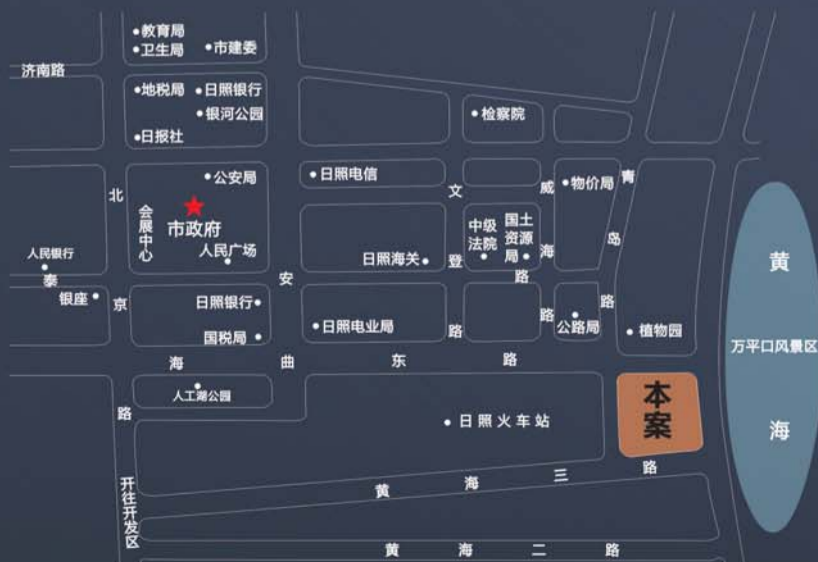 教育局
卫生局
市建委
济南路
地税局
日照银行
银河公园
检察院
日报社
公安局
日照电信
物价局
青岛路
北京路
文登路
威海路
会展中心
市政府
人民广场
中级
法院
国土
资源
局
日照海关
人民银行
泰安路
银座
日照银行
国税局
日照电业局
公路局
植物园
黄海
万平口风景区
海曲东路
人工湖公园
本案
日照火车站
黄海三路
开往开发区
黄海二路